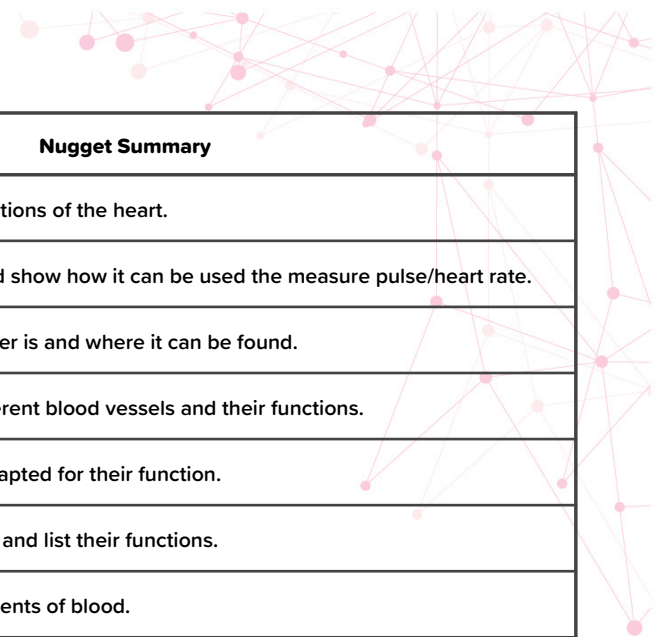 Nugget Summary
tions of the heart.
d show how it can be used the measure pulse/heart rate.
er is and where it can be found.
erent blood vessels and their functions.
apted for their function.
and list their functions.
ents of blood.